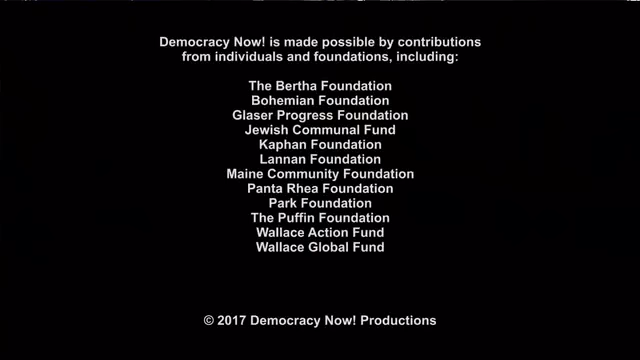 Democracy Now! is made possible by contributions
from individuals and foundations, including:
The Bertha Foundation
Bohemian Foundation
Glaser Progress Foundation
Jewish Communal Fund
Kaphan Foundation
Lannan Foundation
Maine Community Foundation
Panta Rhea Foundation
Park Foundation
The Puffin Foundation
Wallace Action Fund
Wallace Global Fund
© 2017 Democracy Now! Productions